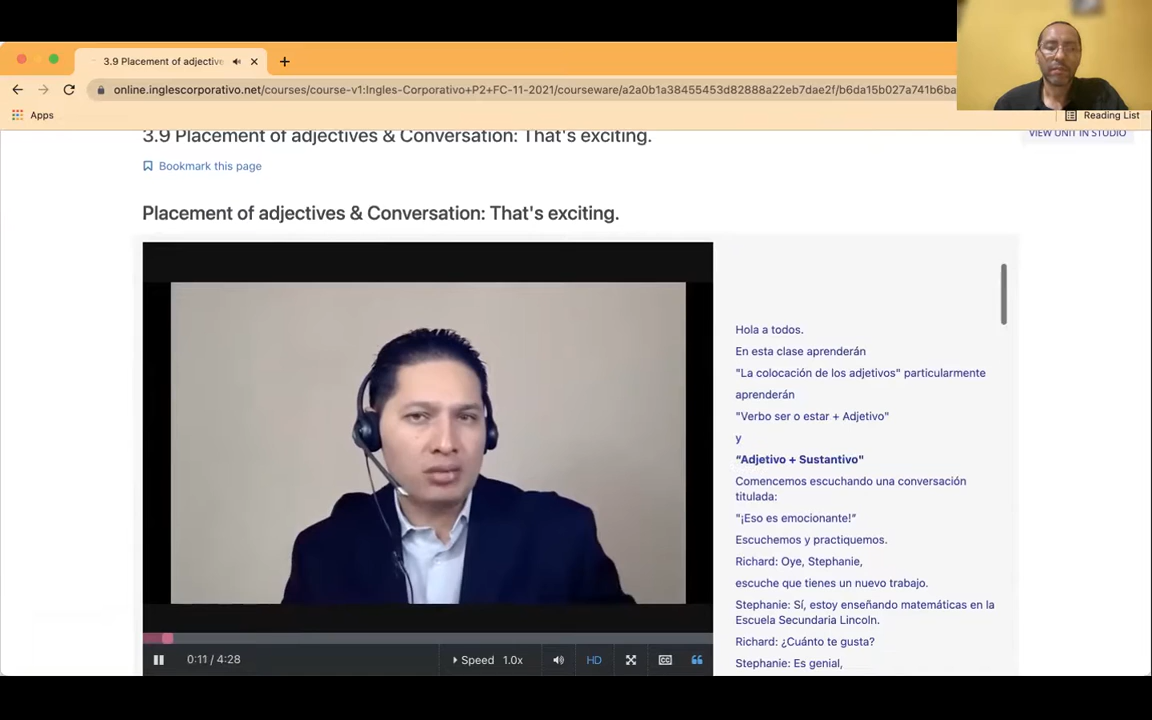 3.9 Placement of adjective
online.inglescorporativo.net/courses/course-v1:Ingles-Corporativo+P2+FC-11-2021/courseware/a2a0b1a38455453d82888a22eb7dae2f/b6da15b027a741b6ba
Apps
Reading List
3.9 Placement of adjectives & Conversation: That's exciting.
VIEW UNIT IN STUDIO
Bookmark this page
Placement of adjectives & Conversation: That's exciting.
Hola a todos.
En esta clase aprenderán
"La colocación de los adjetivos" particularmente
aprenderán
"Verbo ser o estar + Adjetivo"
y
“Adjetivo + Sustantivo"
Comencemos escuchando una conversación
titulada:
“¡Eso es emocionante!”
Escuchemos y practiquemos.
Richard: Oye, Stephanie,
escuche que tienes un nuevo trabajo.
Stephanie: Sí, estoy enseñando matemáticas en la
Escuela Secundaria Lincoln.
Richard: ¿Cuánto te gusta?
Stephanie: Es genial,
0:11 / 4:28
Speed 1.0x
HD
CC